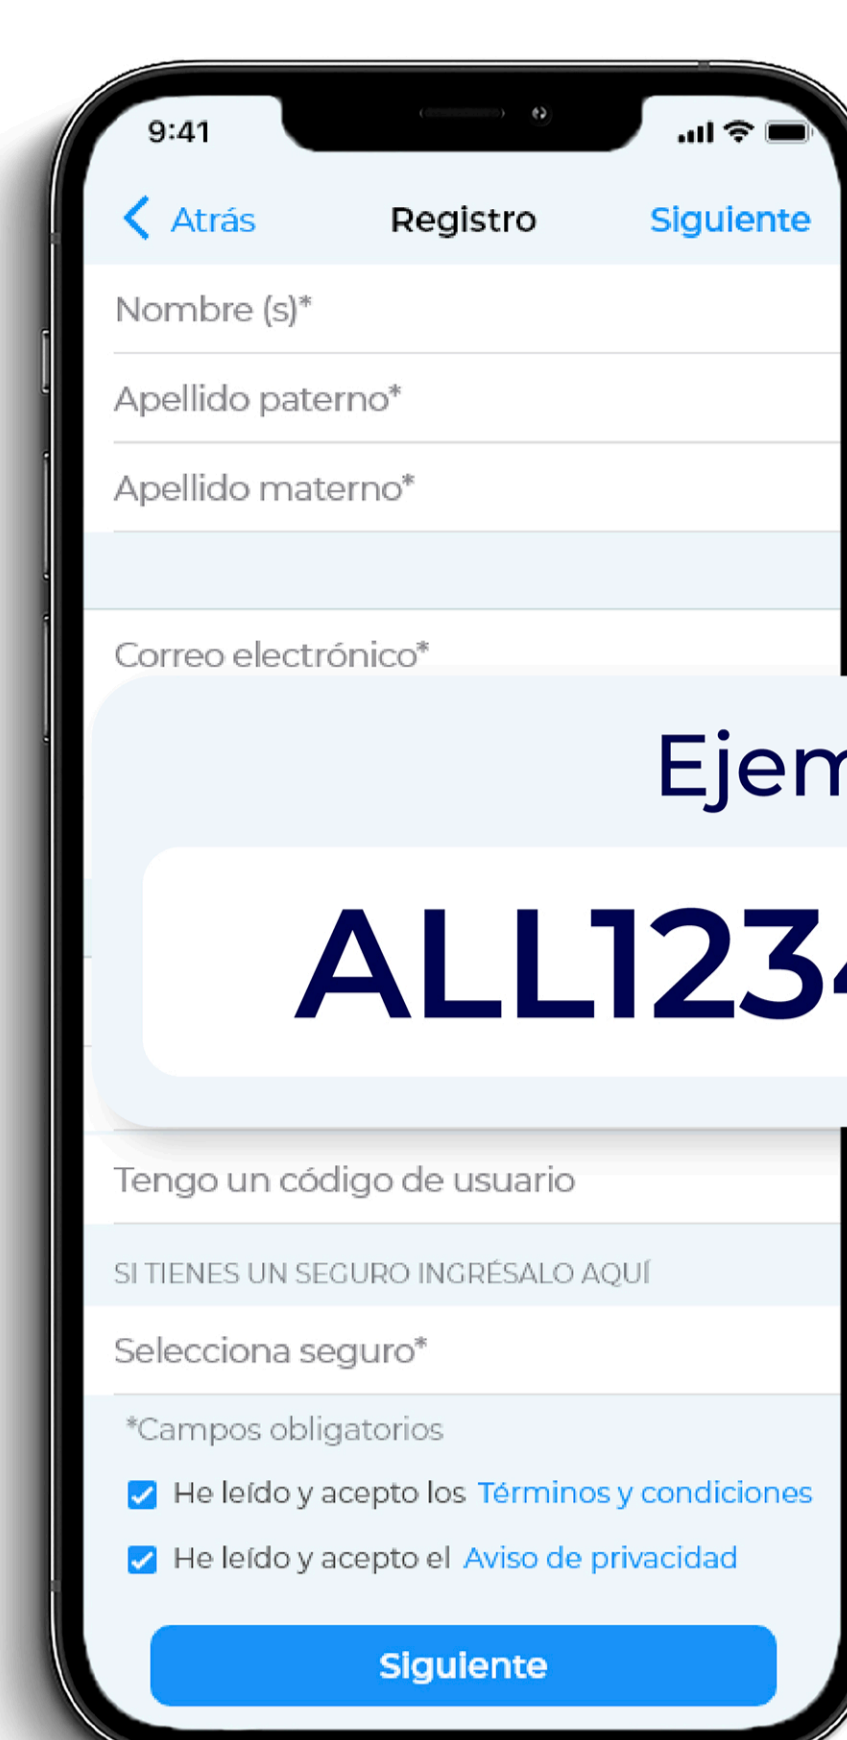 9:41
Atrás Registro Siguiente
Nombre (s)*
Apellido paterno*
Apellido materno*
Correo electrónico*
Ejem
ALL123
Tengo un código de usuario
SI TIENES UN SEGURO INGRÉSALO AQUÍ
Selecciona seguro*
*Campos obligatorios
He leído y acepto los Términos y condiciones
He leído y acepto el Aviso de privacidad
Siguiente